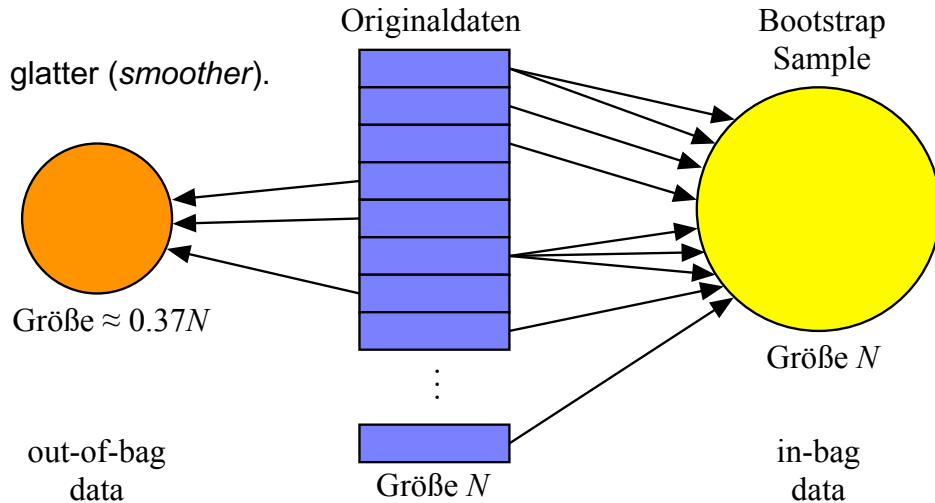 Originaldaten
Bootstrap
Sample
glatter (smoother).
Größe ≈ 0.37N
Größe N
⋮
out-of-bag
data
Größe N
in-bag
data